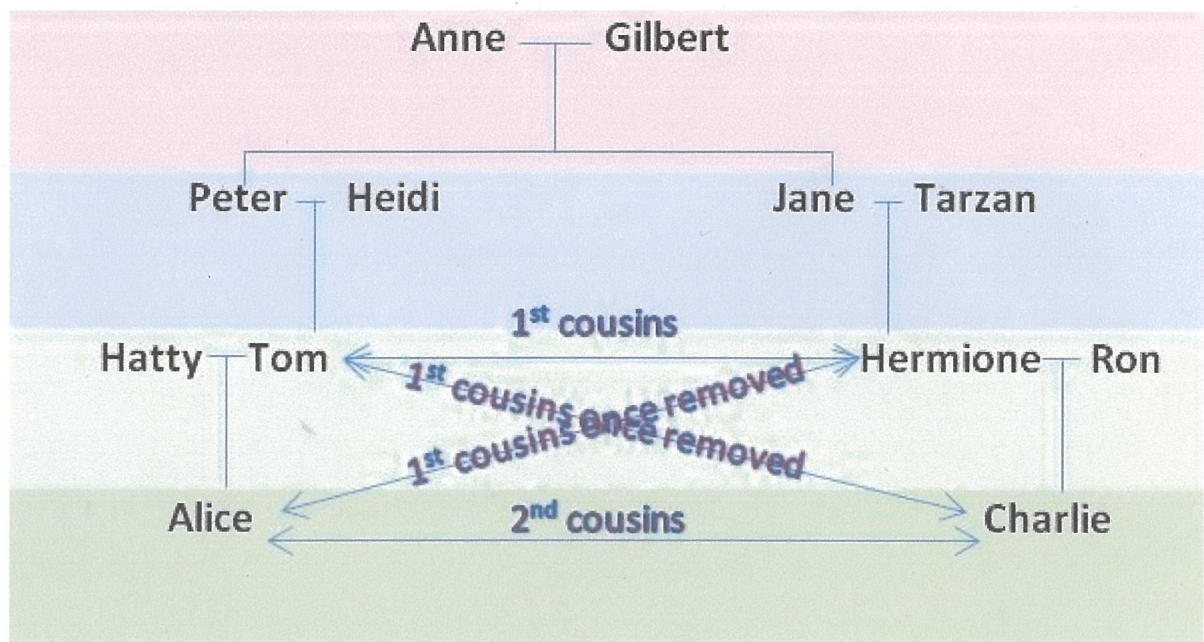 Anne Gilbert
Peter Heidi Jane Tarzan
1st cousins
Hatty Tom Hermione Ron
1st cousins once removed
1st cousins once removed
Alice 2nd cousins Charlie